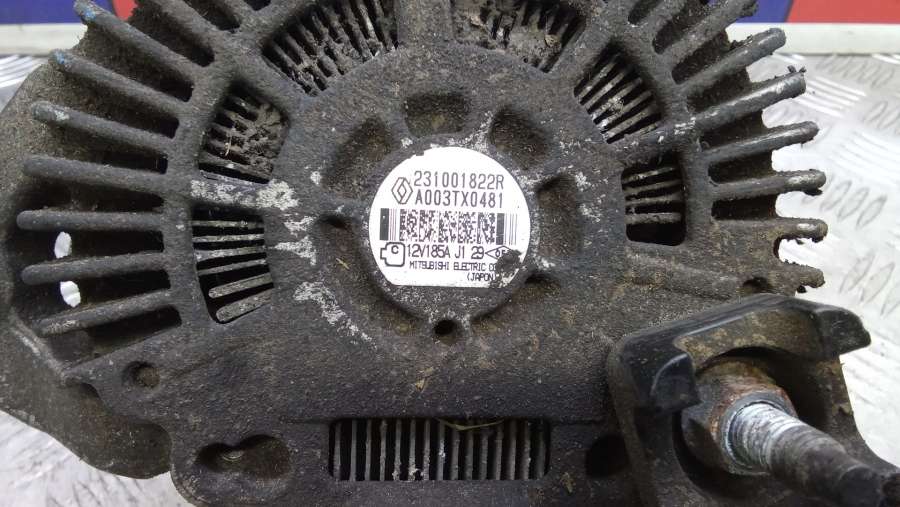 231001822R
A003TX0481
12V185A J1 29
MITSUBISHI ELECTRIC CO
(JAPON)